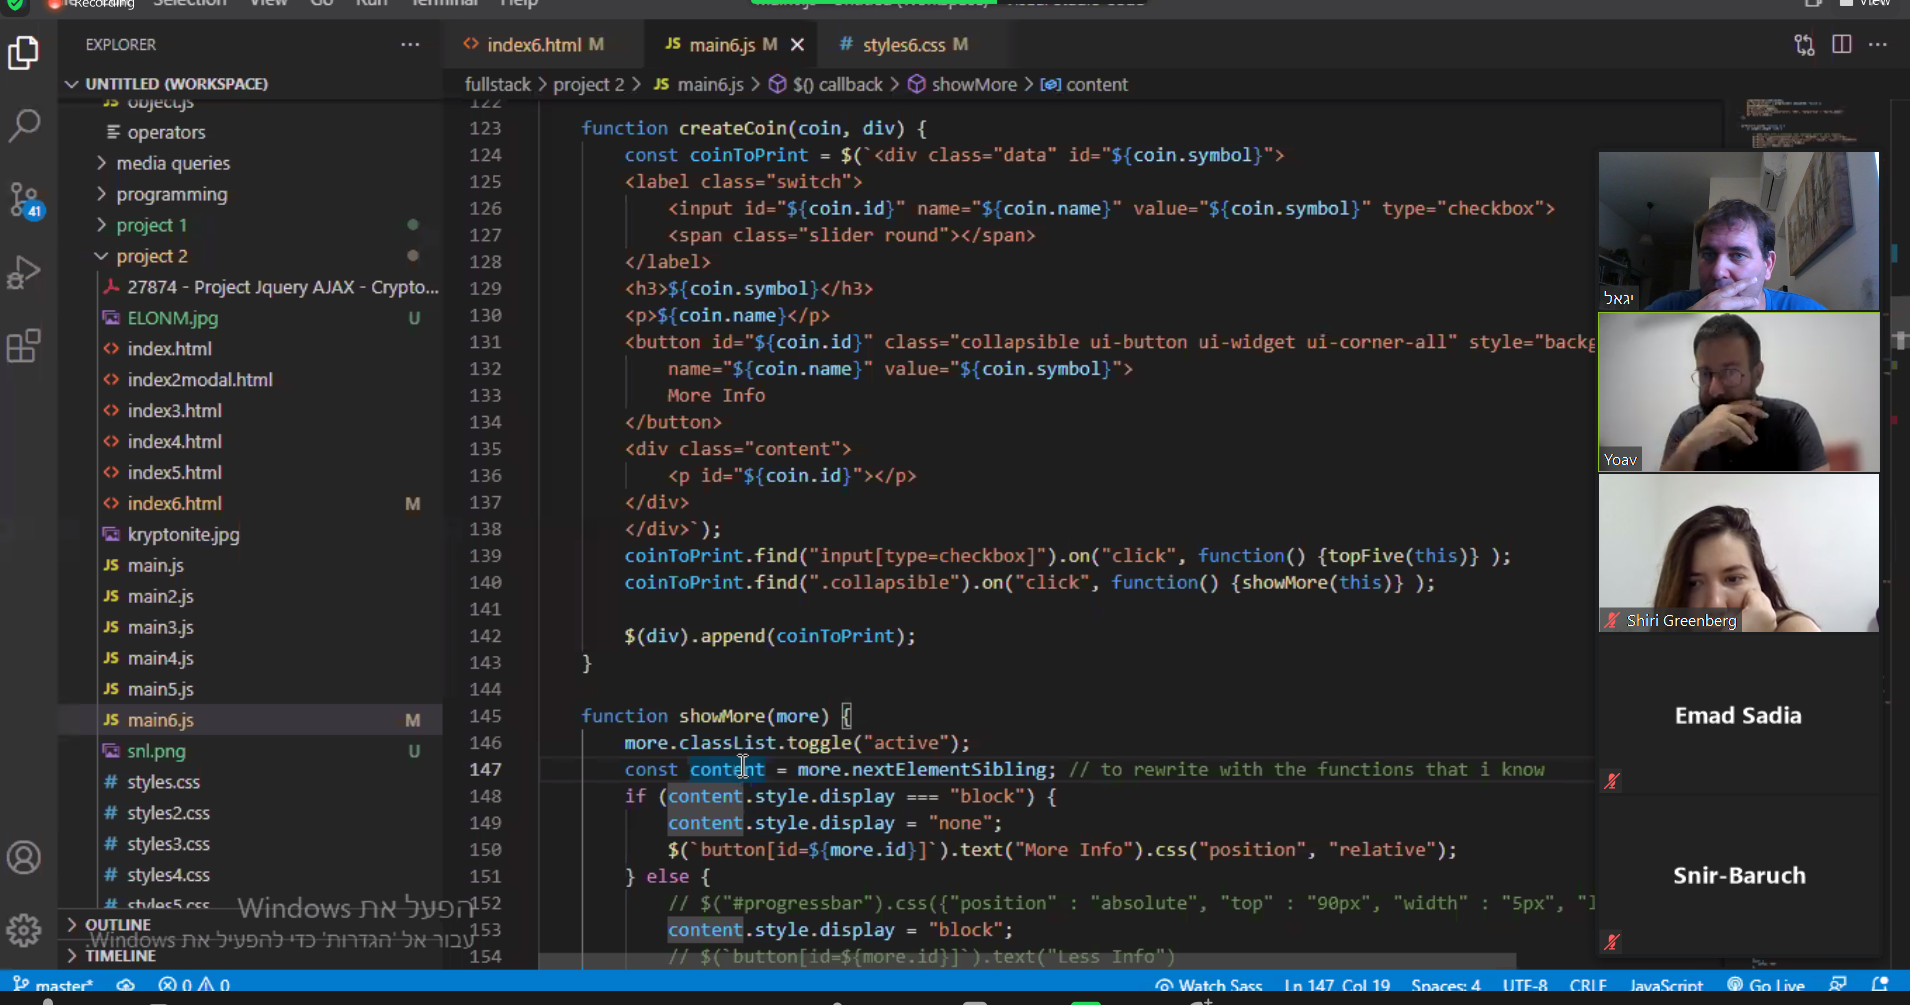 Recording
Selection View Go Run Terminal Help
View
EXPLORER
UNTITLED (WORKSPACE)
object.js
operators
media queries
programming
project 1
project 2
27874 - Project Jquery AJAX - Crypto...
ELONM.jpg U
index.html
index2modal.html
index3.html
index4.html
index5.html
index6.html M
kryptonite.jpg
main.js
main2.js
main3.js
main4.js
main5.js
main6.js M
snl.png U
styles.css
styles2.css
styles3.css
styles4.css
styles5.css
OUTLINE
TIMELINE
41
index6.html M
JS main6.js M
# styles6.css M
fullstack > project 2 > JS main6.js > $() callback > showMore > content
122
123 function createCoin(coin, div) {
124 const coinToPrint = $(`<div class="data" id="${coin.symbol}">
125 <label class="switch">
126 <input id="${coin.id}" name="${coin.name}" value="${coin.symbol}" type="checkbox">
127 <span class="slider round"></span>
128 </label>
129 <h3>${coin.symbol}</h3>
130 <p>${coin.name}</p>
131 <button id="${coin.id}" class="collapsible ui-button ui-widget ui-corner-all" style="backg
132 name="${coin.name}" value="${coin.symbol}">
133 More Info
134 </button>
135 <div class="content">
136 <p id="${coin.id}"></p>
137 </div>
138 </div>`);
139 coinToPrint.find("input[type=checkbox]").on("click", function() {topFive(this)} );
140 coinToPrint.find(".collapsible").on("click", function() {showMore(this)} );
141
142 $(div).append(coinToPrint);
143 }
144
145 function showMore(more) {
146 more.classList.toggle("active");
147 const content = more.nextElementSibling; // to rewrite with the functions that i know
148 if (content.style.display === "block") {
149 content.style.display = "none";
150 $(`button[id=${more.id}]`).text("More Info").css("position", "relative");
151 } else {
152 // $("#progressbar").css({"position" : "absolute", "top" : "90px", "width" : "5px", "l
153 content.style.display = "block";
154 // $(`button[id=${more.id}]`).text("Less Info")
הפעל את Windows
עבור אל 'הגדרות' כדי להפעיל את Windows.
יגאל
Yoav
Shiri Greenberg
Emad Sadia
Snir-Baruch
master* 0 0 Watch Sass Ln 147, Col 19 Spaces: 4 UTF-8 CRLF JavaScript Go Live